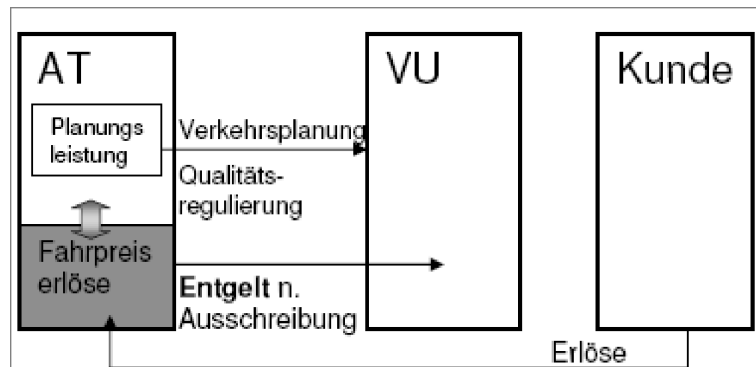 AT
Planungs
leistung
Fahrpreis
erlöse
Verkehrsplanung
Qualitäts-
regulierung
Entgelt n.
Ausschreibung
VU
Kunde
Erlöse